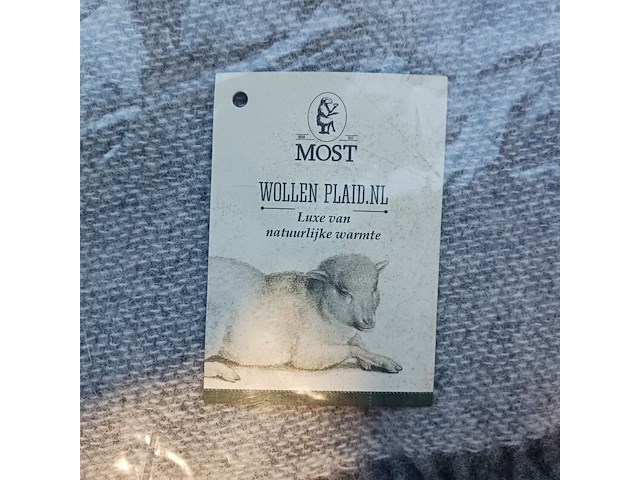 MOST
WOLLEN PLAID.NL
Luxe van
natuurlijke warmte